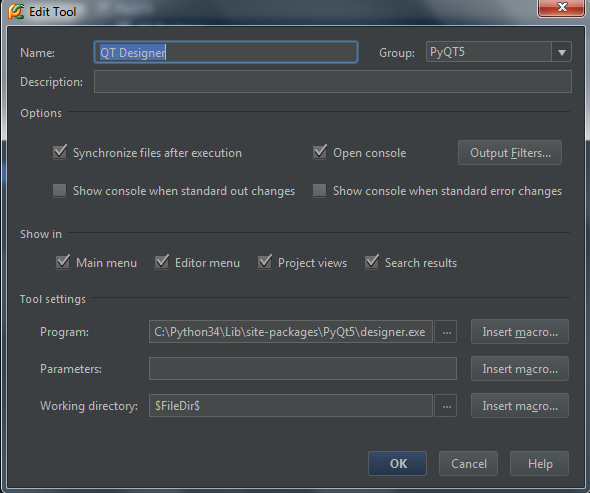 Edit Tool
Name: QT Designer Group: PyQT5
Description:
Options
Synchronize files after execution Open console Output Filters...
Show console when standard out changes Show console when standard error changes
Show in
Main menu Editor menu Project views Search results
Tool settings
Program: C:\Python34\Lib\site-packages\PyQt5\designer.exe ... Insert macro...
Parameters: Insert macro...
Working directory: $FileDir$ ... Insert macro...
OK Cancel Help